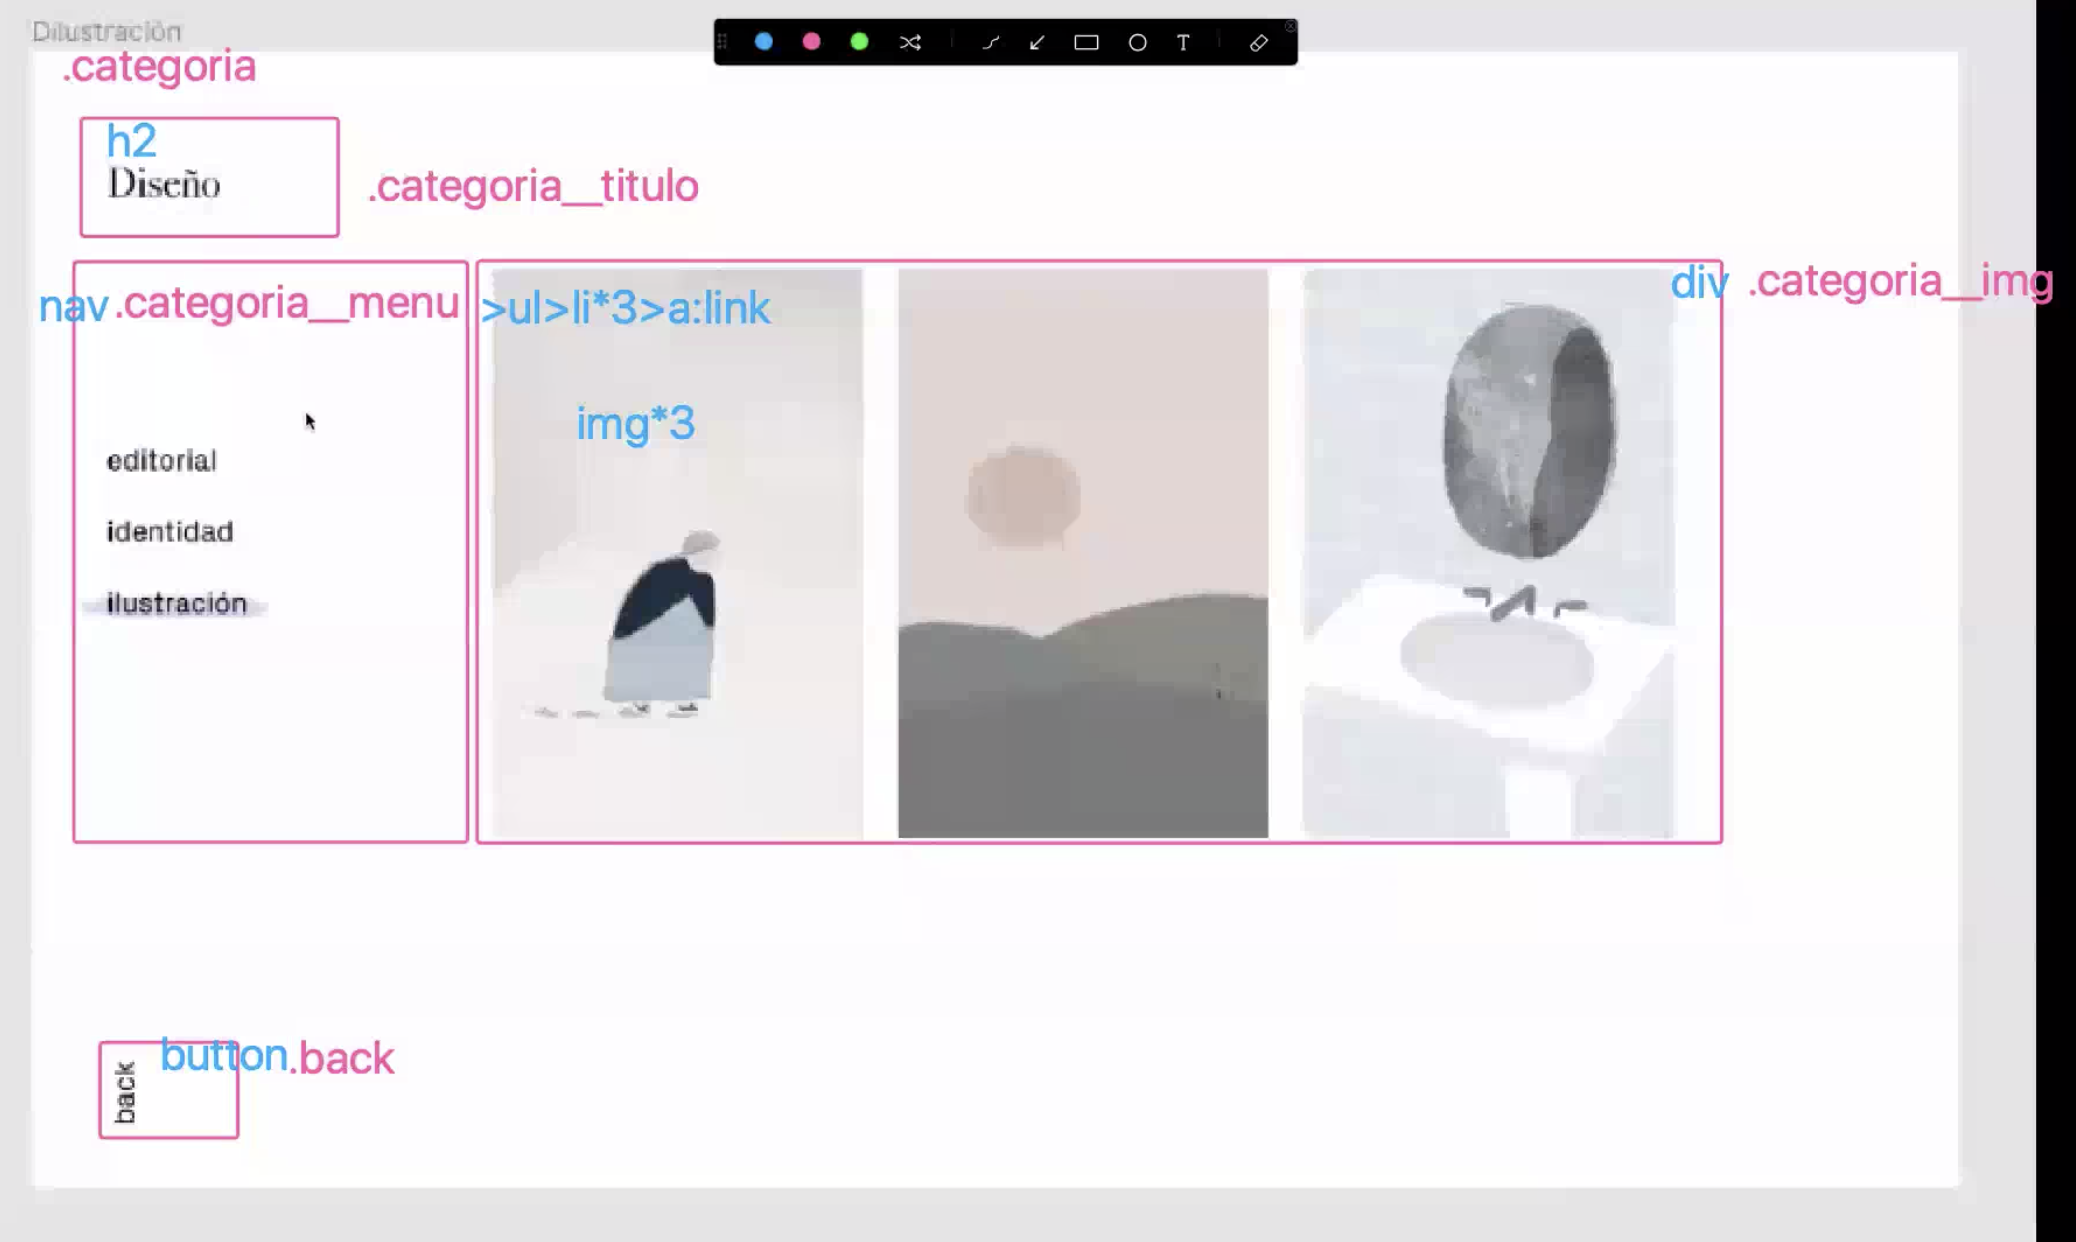 Dilustración
.categoria
h2
Diseño
.categoria__titulo
nav.categoria__menu >ul>li*3>a:link
div .categoria__img
img*3
editorial
identidad
ilustración
button.back
back
T